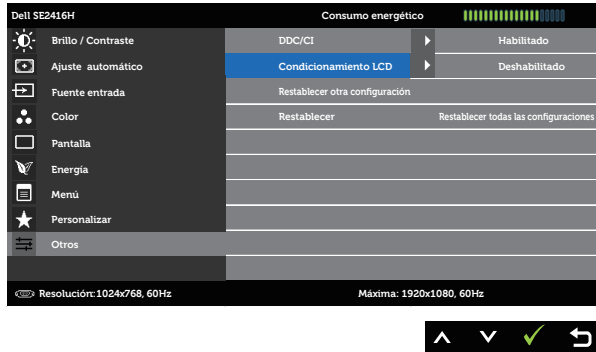 Dell SE2416H Consumo energético
Brillo / Contraste DDC/CI Habilitado
Ajuste automático Condicionamiento LCD Deshabilitado
Fuente entrada Restablecer otra configuración
Color Restablecer Restablecer todas las configuraciones
Pantalla
Energía
Menú
Personalizar
Otros
Resolución:1024x768, 60Hz Máxima: 1920x1080, 60Hz